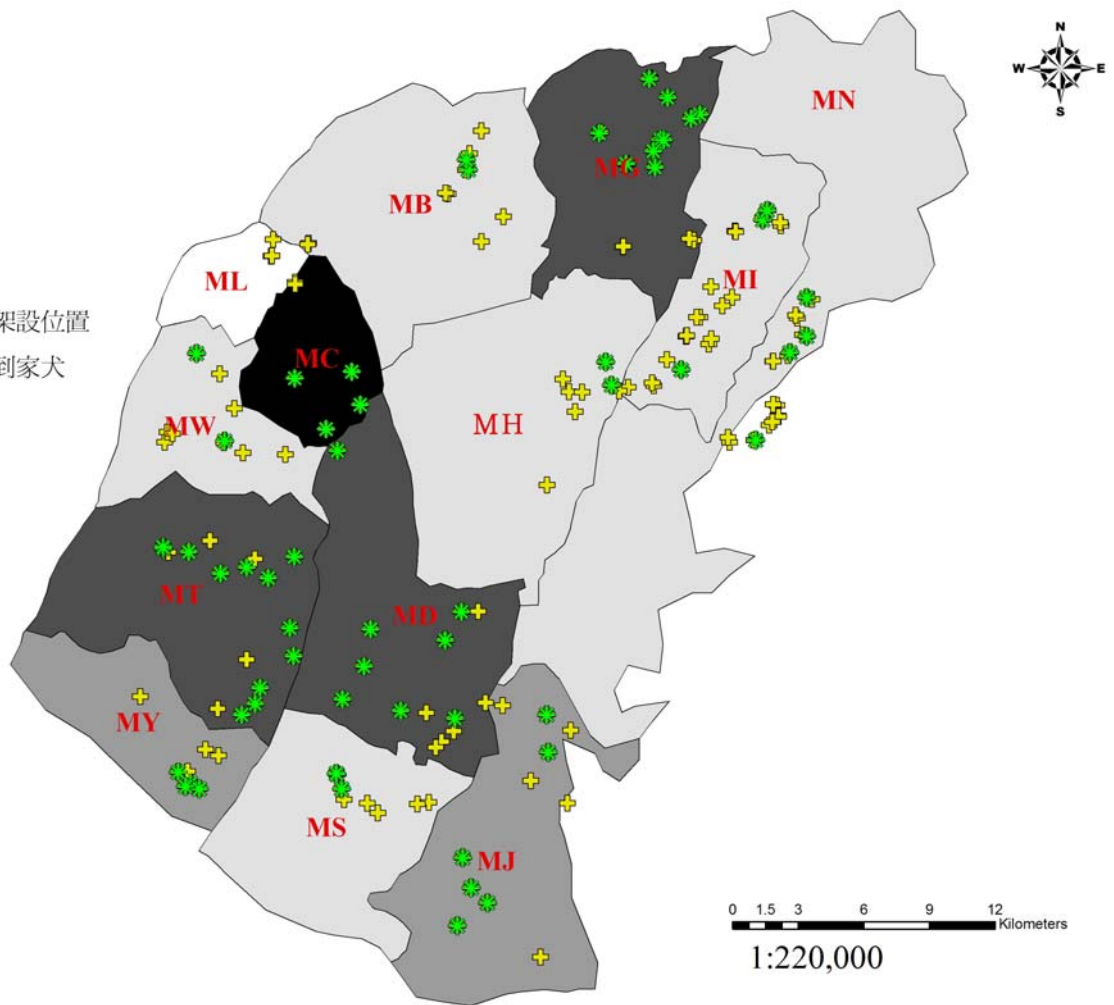 N
W E
S
MN
MG
MB
MI
ML
架設位置
到家犬
MC
MW
MH
MT
MD
MY
MS
MJ
0 1.5 3 6 9 12
Kilometers
1:220,000